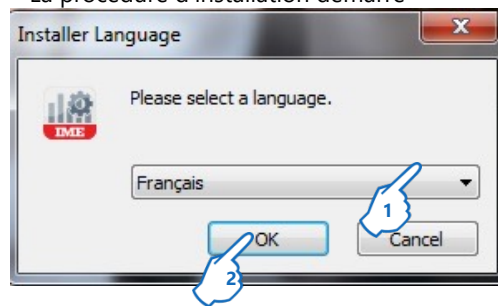 La procédure d'installation démarre
Installer Language
x
IME
Please select a language.
Français
1
OK
Cancel
2